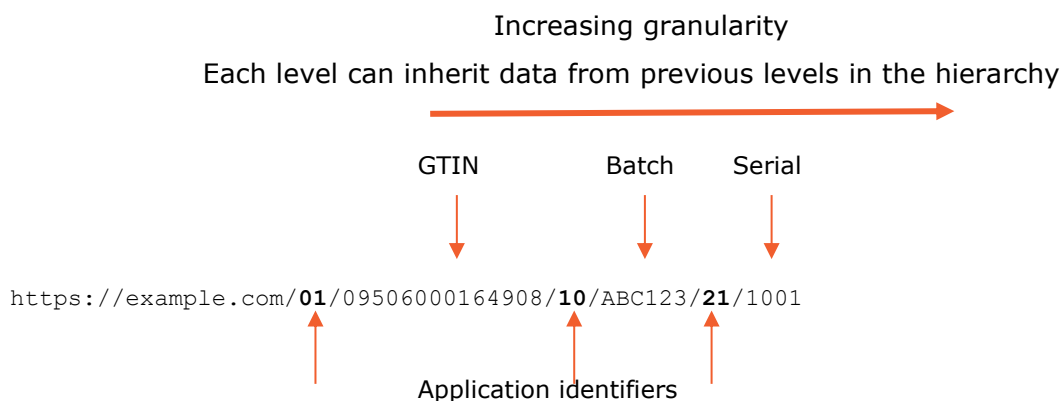 Increasing granularity
Each level can inherit data from previous levels in the hierarchy
GTIN Batch Serial
https://example.com/01/09506000164908/10/ABC123/21/1001
Application identifiers